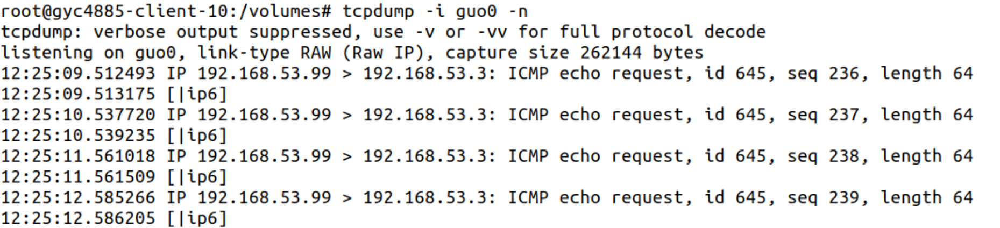 root@gyc4885-client-10:/volumes# tcpdump -i guo0 -n
tcpdump: verbose output suppressed, use -v or -vv for full protocol decode
listening on guo0, link-type RAW (Raw IP), capture size 262144 bytes
12:25:09.512493 IP 192.168.53.99 > 192.168.53.3: ICMP echo request, id 645, seq 236, length 64
12:25:09.513175 [|ip6]
12:25:10.537720 IP 192.168.53.99 > 192.168.53.3: ICMP echo request, id 645, seq 237, length 64
12:25:10.539235 [|ip6]
12:25:11.561018 IP 192.168.53.99 > 192.168.53.3: ICMP echo request, id 645, seq 238, length 64
12:25:11.561509 [|ip6]
12:25:12.585266 IP 192.168.53.99 > 192.168.53.3: ICMP echo request, id 645, seq 239, length 64
12:25:12.586205 [|ip6]